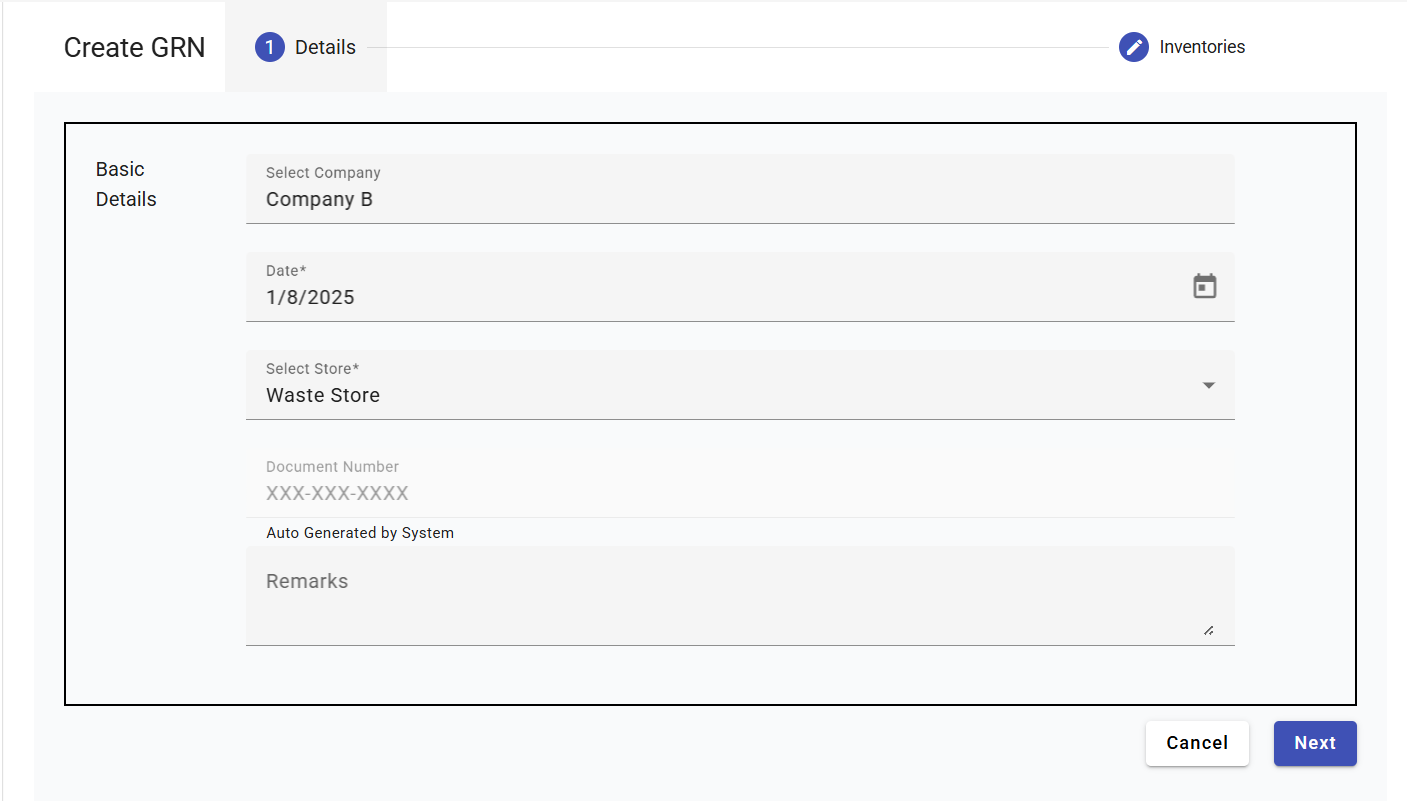 Create GRN
1 Details
Inventories
Basic
Details
Select Company
Company B
Date*
1/8/2025
Select Store*
Waste Store
Document Number
XXX-XXX-XXXX
Auto Generated by System
Remarks
Cancel
Next